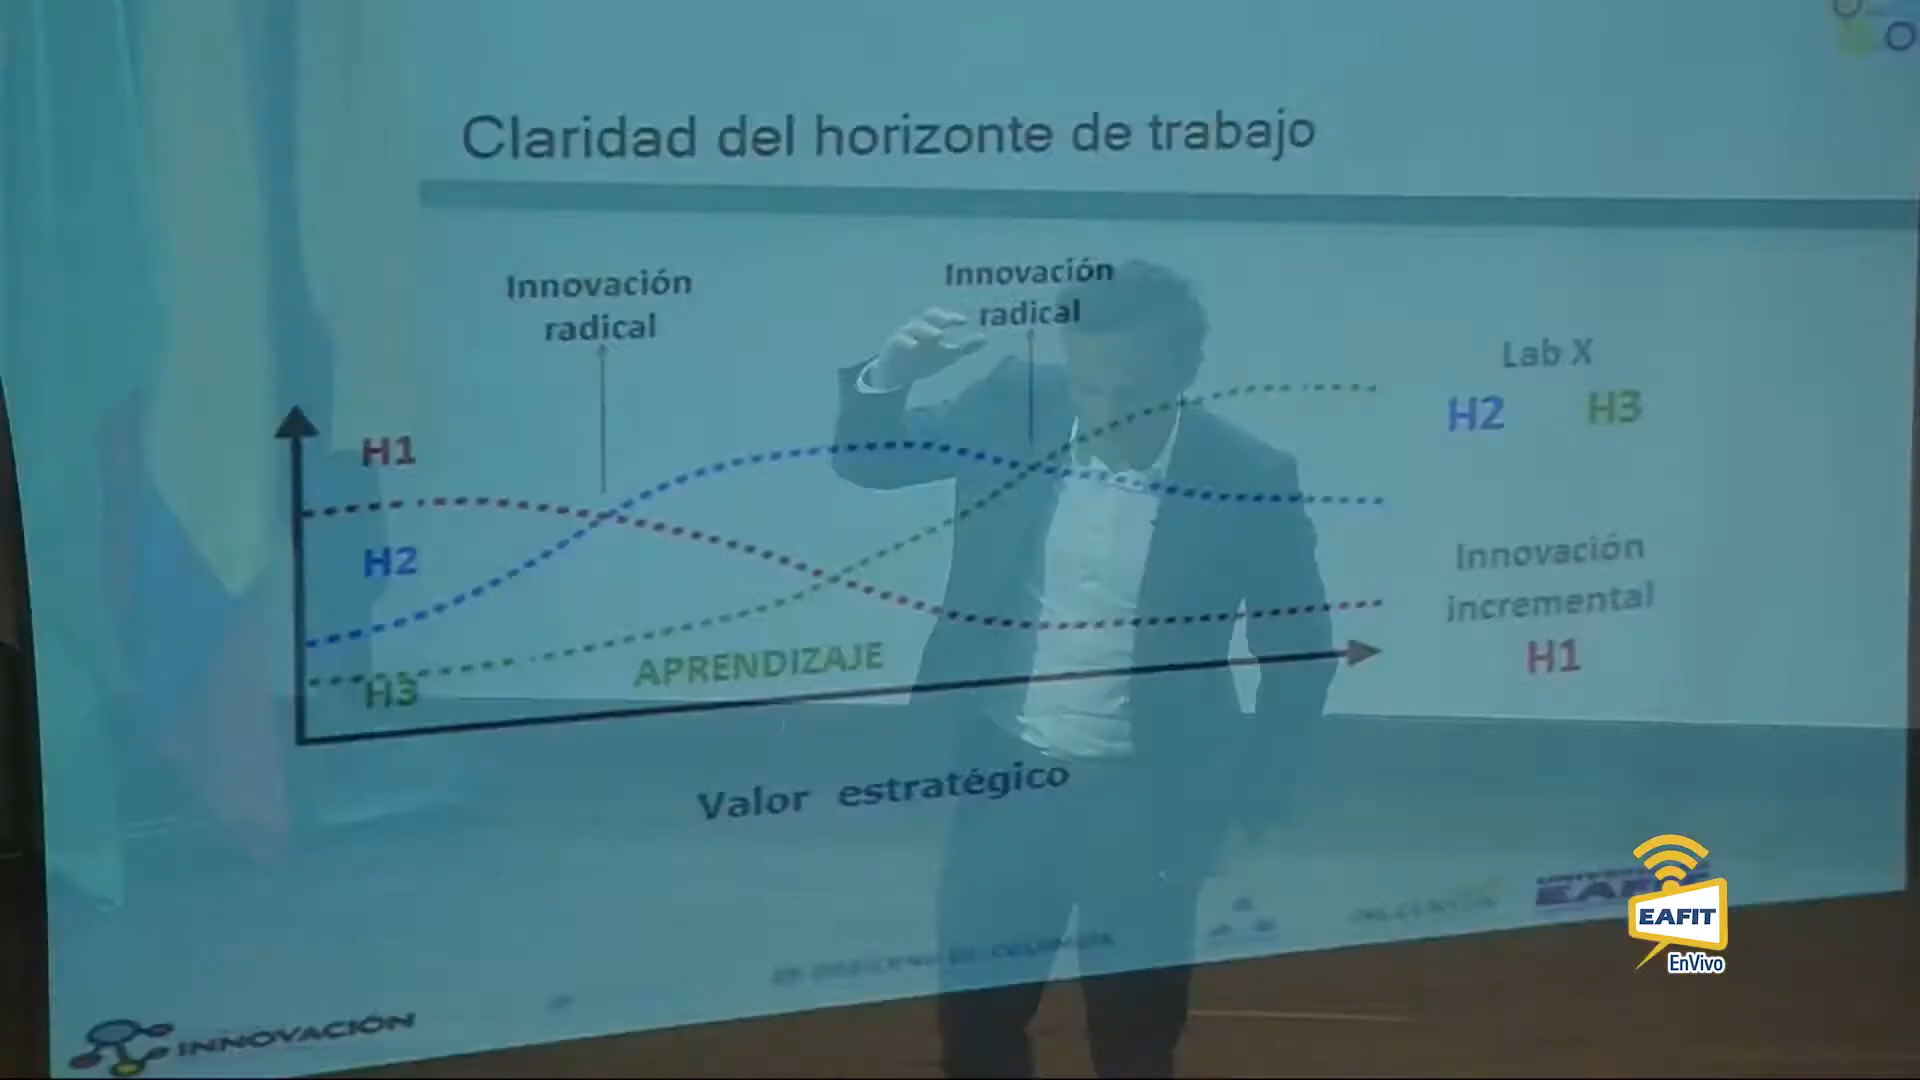 Claridad del horizonte de trabajo
Innovación
radical
Innovación
radical
Lab X
H2 H3
H1
H2
H3
APRENDIZAJE
Innovación
incremental
H1
Valor estratégico
INNOVACIÓN
EAFIT
EnVivo